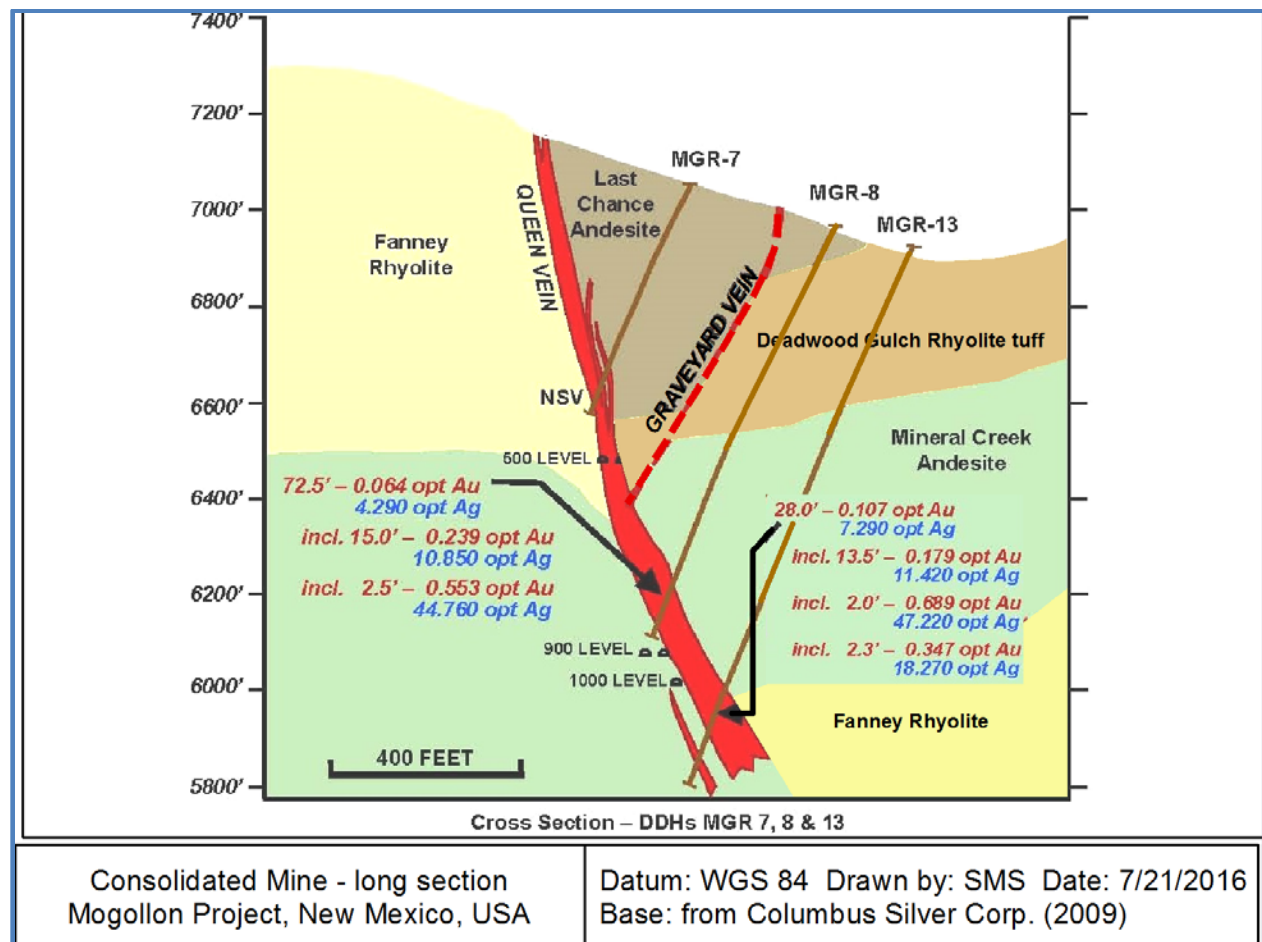 7400'
7200'
7000'
6800'
6600'
6400'
6200'
6000'
5800'
MGR-7
MGR-8
MGR-13
Last
Chance
Andesite
QUEEN VEIN
Fanney
Rhyolite
GRAVEYARD VEIN
Deadwood Gulch Rhyolite tuff
NSV
Mineral Creek
Andesite
500 LEVEL
72.5' – 0.064 opt Au
4.290 opt Ag
incl. 15.0' – 0.239 opt Au
10.850 opt Ag
incl. 2.5' – 0.553 opt Au
44.760 opt Ag
28.0' – 0.107 opt Au
7.290 opt Ag
incl. 13.5' – 0.179 opt Au
11.420 opt Ag
incl. 2.0' – 0.689 opt Au
47.220 opt Ag
incl. 2.3' – 0.347 opt Au
18.270 opt Ag
900 LEVEL
1000 LEVEL
Fanney Rhyolite
400 FEET
Cross Section – DDHs MGR 7, 8 & 13
Consolidated Mine - long section
Mogollon Project, New Mexico, USA
Datum: WGS 84 Drawn by: SMS Date: 7/21/2016
Base: from Columbus Silver Corp. (2009)